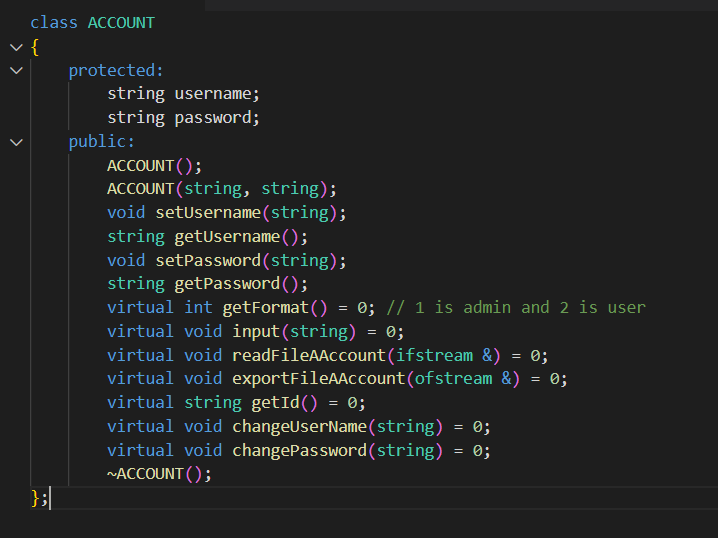 class ACCOUNT
{
protected:
string username;
string password;
public:
ACCOUNT();
ACCOUNT(string, string);
void setUsername(string);
string getUsername();
void setPassword(string);
string getPassword();
virtual int getFormat() = 0; // 1 is admin and 2 is user
virtual void input(string) = 0;
virtual void readFileAAccount(ifstream &) = 0;
virtual void exportFileAAccount(ofstream &) = 0;
virtual string getId() = 0;
virtual void changeUserName(string) = 0;
virtual void changePassword(string) = 0;
~ACCOUNT();
};